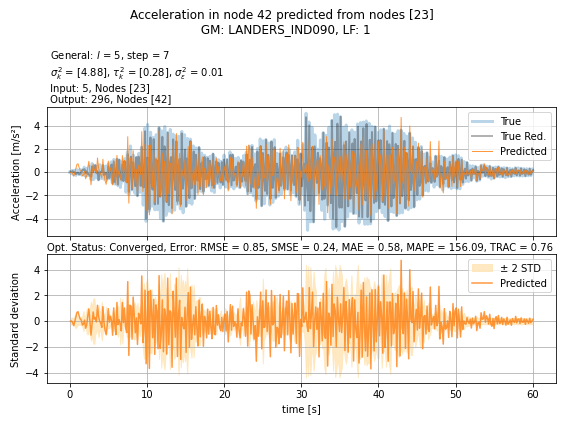 Acceleration in node 42 predicted from nodes [23]
GM: LANDERS_IND090, LF: 1
General: l = 5, step = 7
σ²ₖ = [4.88], τ²ₖ = [0.28], σ²ε = 0.01
Input: 5, Nodes [23]
Output: 296, Nodes [42]
Acceleration [m/s²]
4
2
0
−2
−4
True
True Red.
Predicted
Opt. Status: Converged, Error: RMSE = 0.85, SMSE = 0.24, MAE = 0.58, MAPE = 156.09, TRAC = 0.76
Standard deviation
4
2
0
−2
−4
± 2 STD
Predicted
0 10 20 30 40 50 60
time [s]